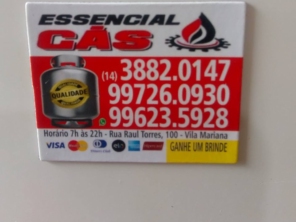 ESSENCIAL
GÁS
QUALIDADE
(14) 3882.0147
99726.0930
99623.5928
Horário 7h às 22h - Rua Raul Torres, 100 - Vila Mariana
VISA GANHE UM BRINDE